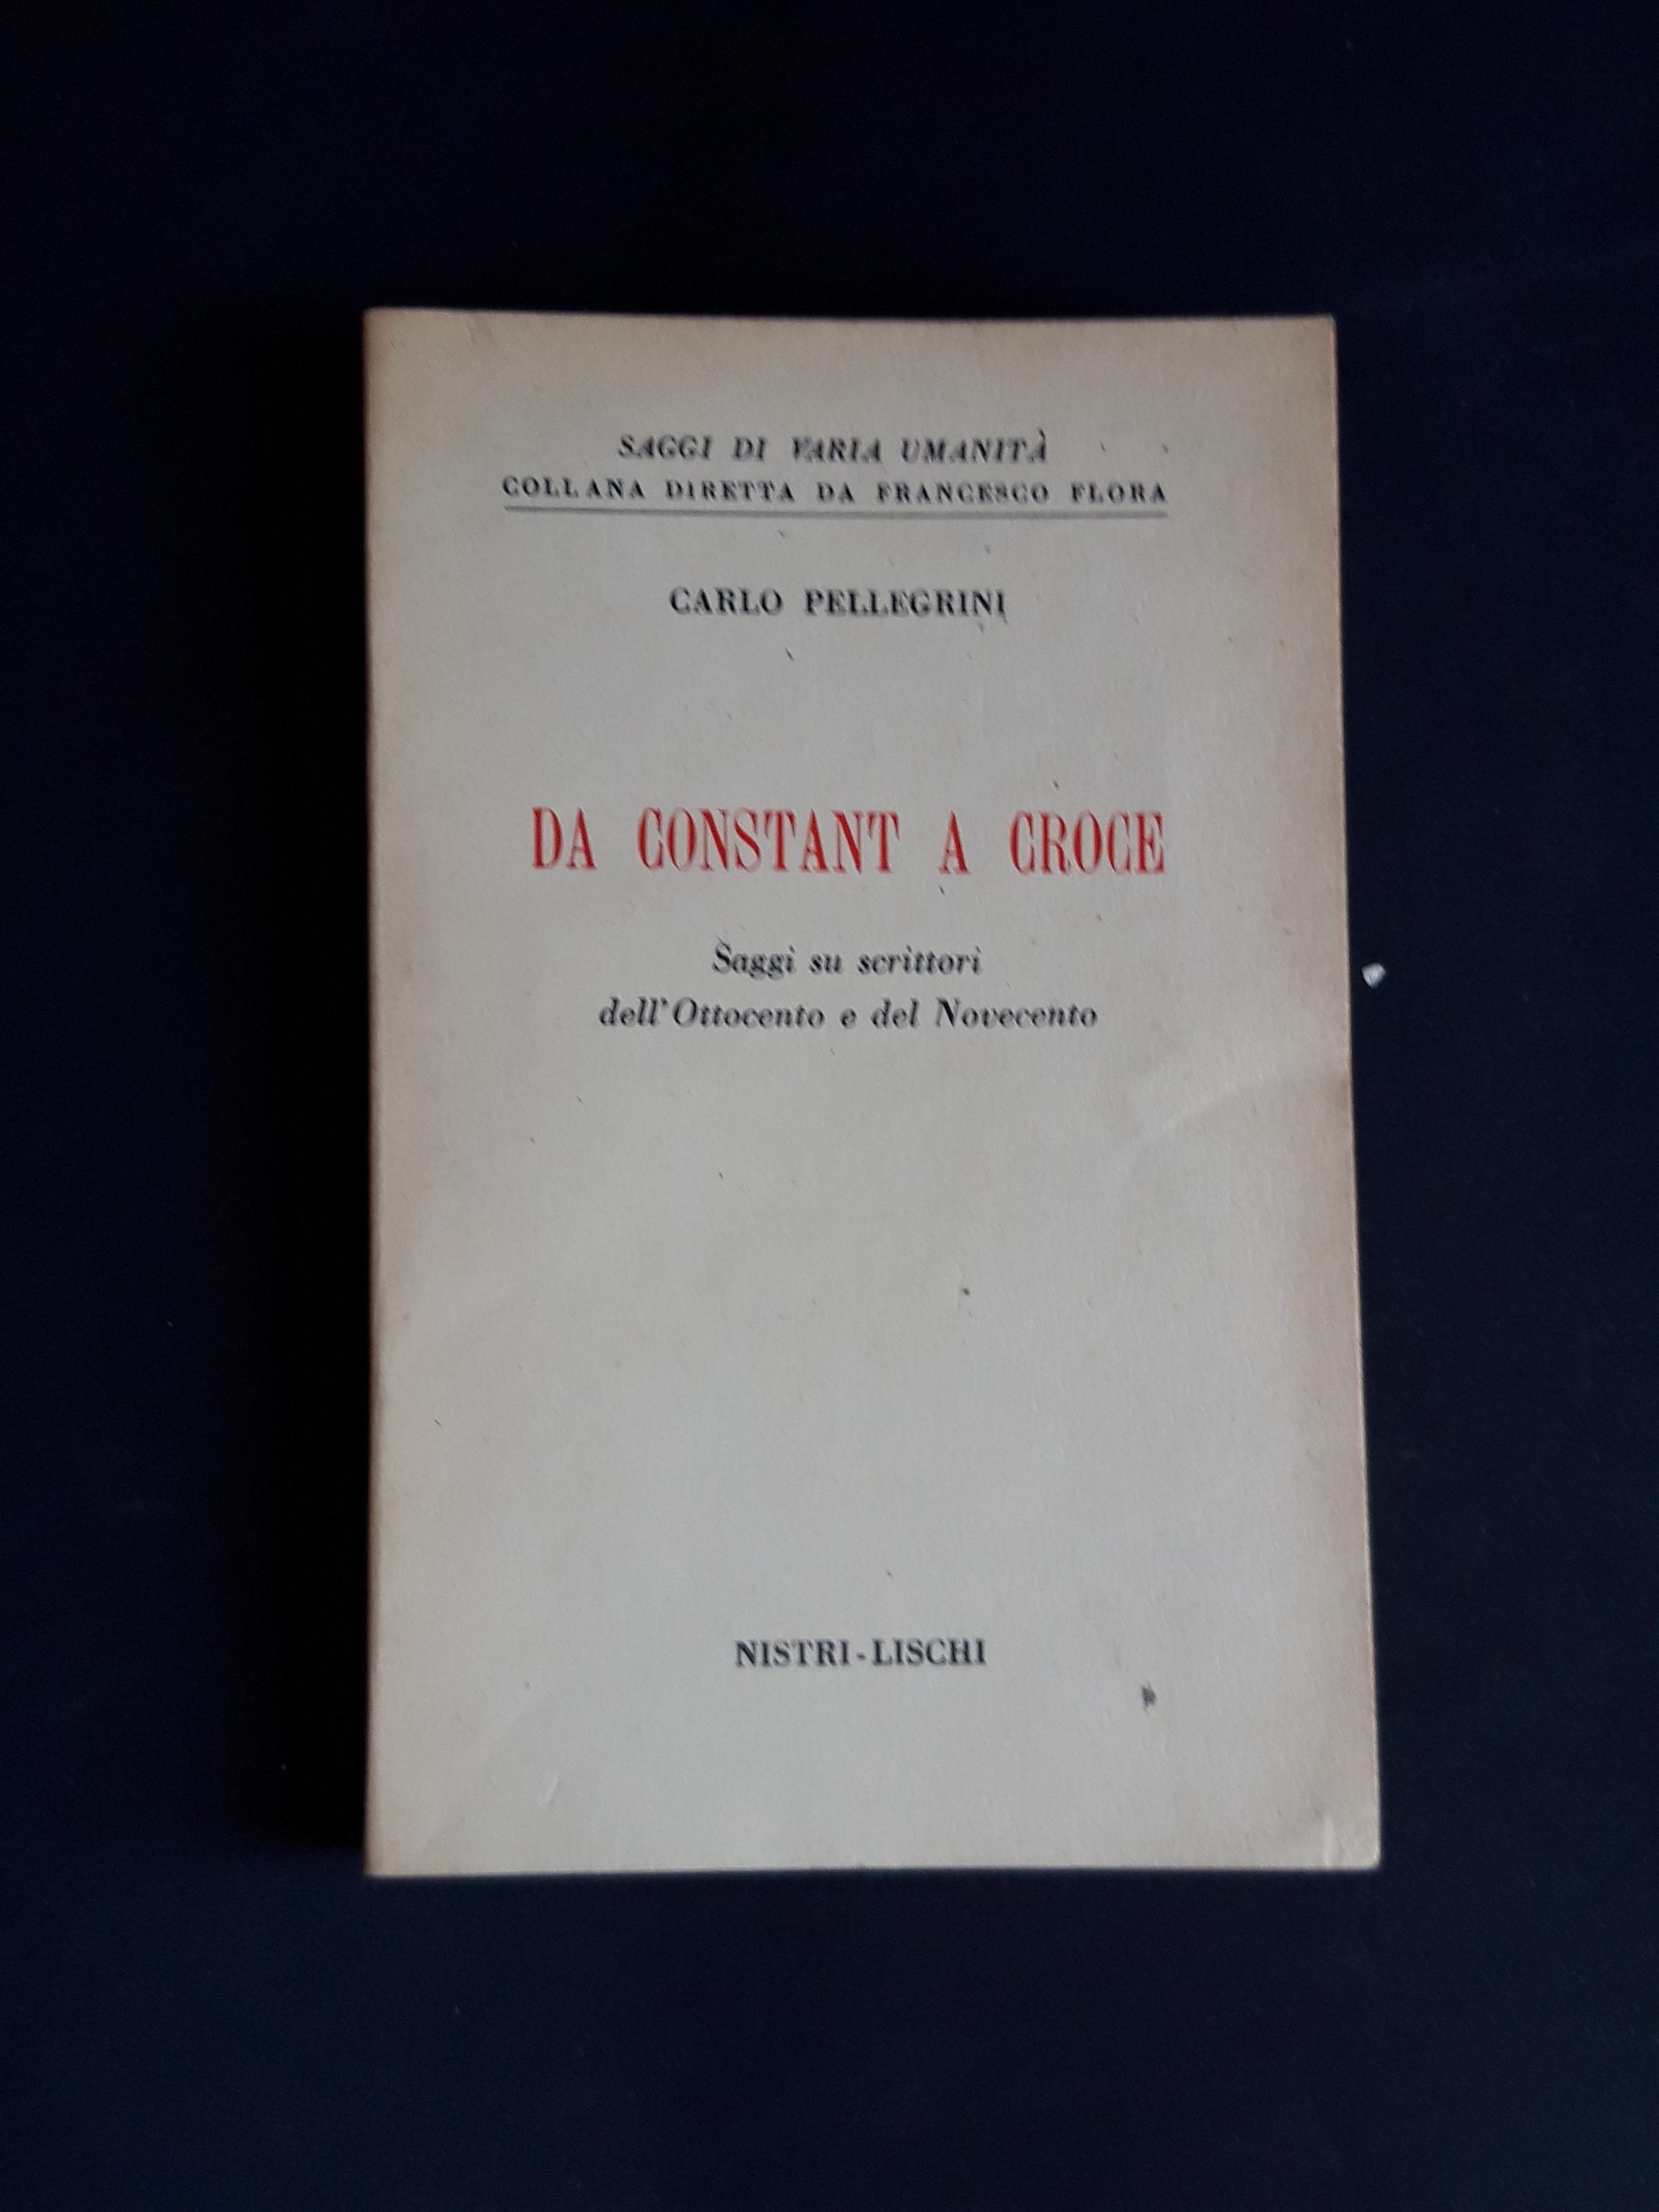 SAGGI DI VARIA UMANITÀ
COLLANA DIRETTA DA FRANCESCO FLORA
CARLO PELLEGRINI
DA CONSTANT A CROCE
Saggi su scrittori
dell'Ottocento e del Novecento
NISTRI-LISCHI